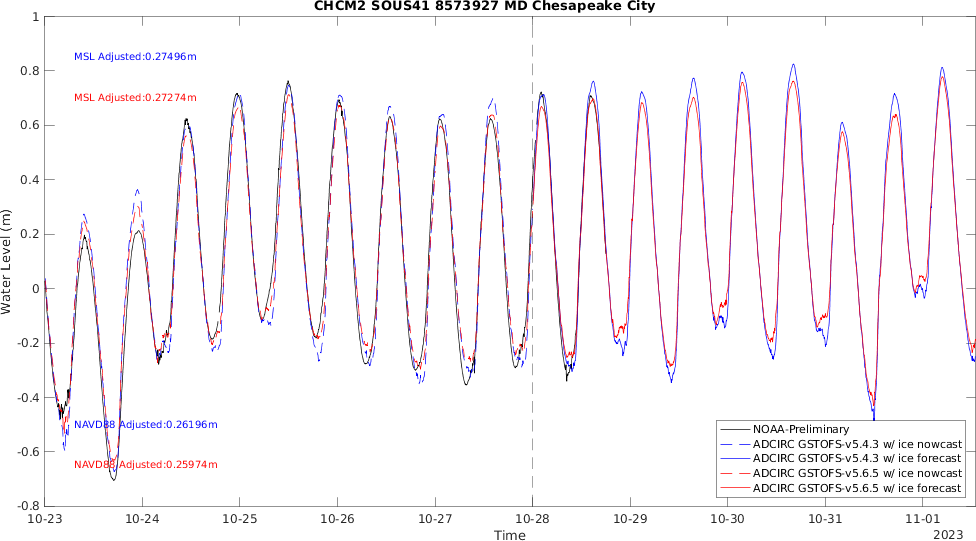 CHCM2 SOUS41 8573927 MD Chesapeake City
1
0.8
0.6
0.4
0.2
0
-0.2
-0.4
-0.6
-0.8
Water Level (m)
MSL Adjusted:0.27496m
MSL Adjusted:0.27274m
NAVD88 Adjusted:0.26196m
NAVD88 Adjusted:0.25974m
NOAA-Preliminary
ADCIRC GSTOFS-v5.4.3 w/ ice nowcast
ADCIRC GSTOFS-v5.4.3 w/ ice forecast
ADCIRC GSTOFS-v5.6.5 w/ ice nowcast
ADCIRC GSTOFS-v5.6.5 w/ ice forecast
10-23 10-24 10-25 10-26 10-27 10-28 10-29 10-30 10-31 11-01
Time
2023